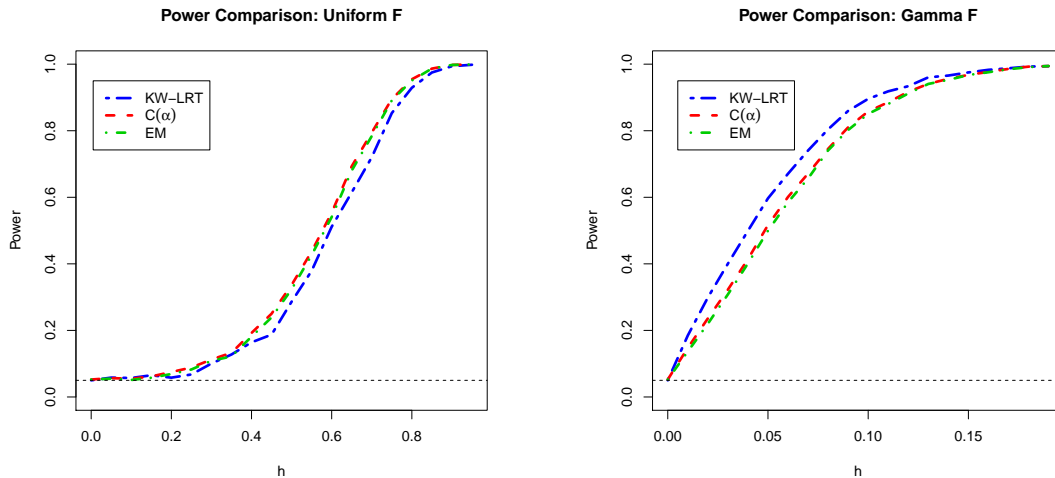 Power Comparison: Uniform F
Power
0.0
0.2
0.4
0.6
0.8
1.0
KW−LRT
C(α)
EM
0.0
0.2
0.4
0.6
0.8
h
Power Comparison: Gamma F
Power
0.0
0.2
0.4
0.6
0.8
1.0
KW−LRT
C(α)
EM
0.00
0.05
0.10
0.15
h